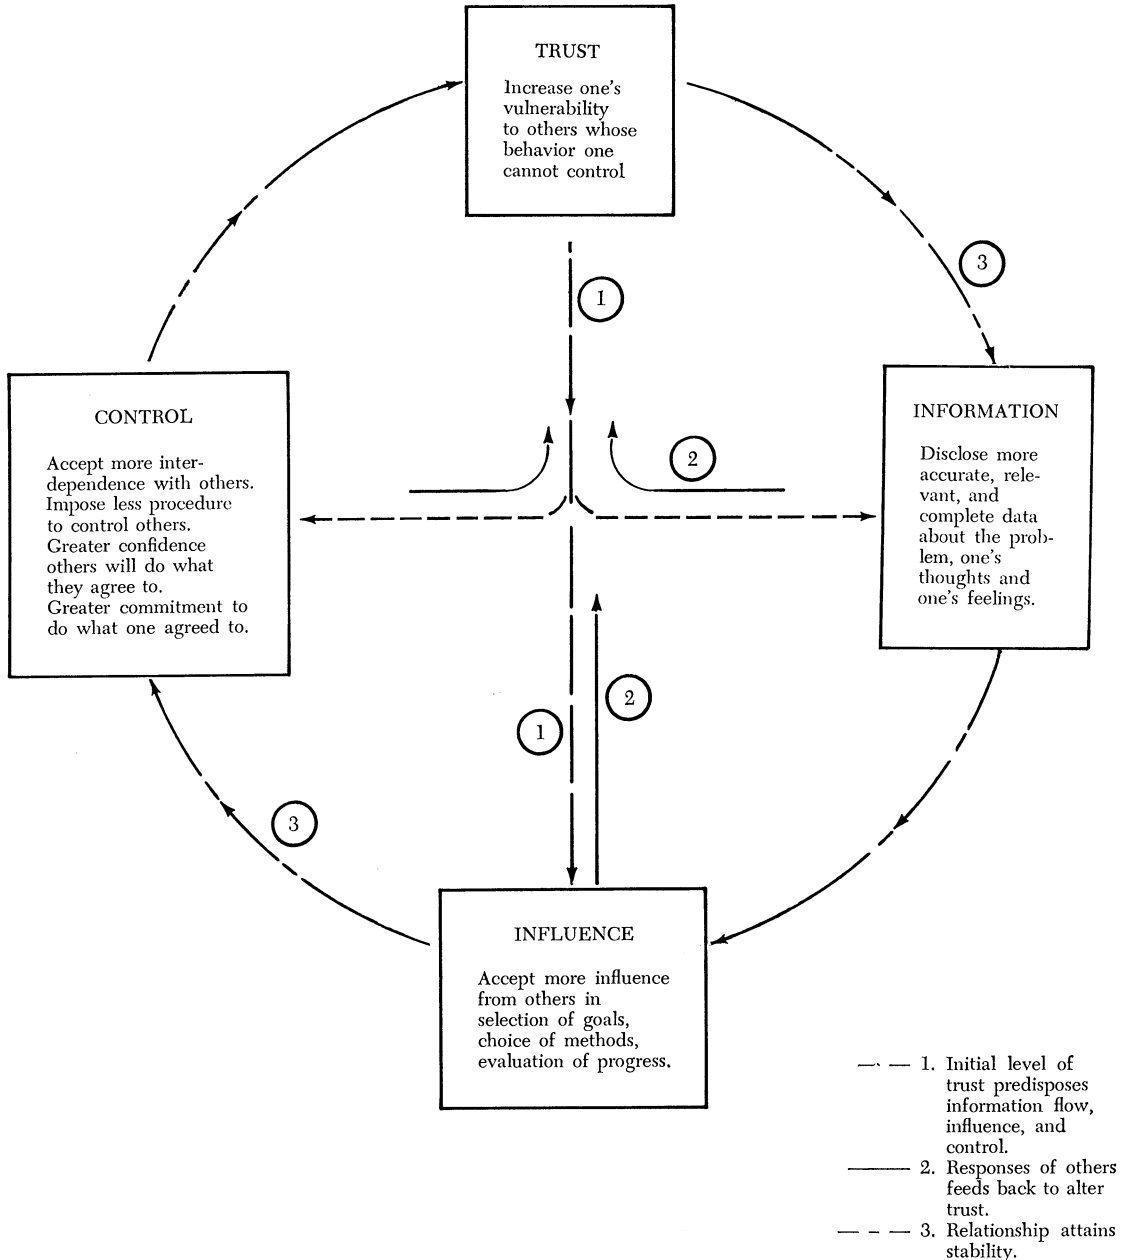 TRUST
Increase one's
vulnerability
to others whose
behavior one
cannot control
3
1
CONTROL
Accept more inter-
dependence with others.
Impose less procedure
to control others.
Greater confidence
others will do what
they agree to.
Greater commitment to
do what one agreed to.
2
INFORMATION
Disclose more
accurate, rele-
vant, and
complete data
about the prob-
lem, one's
thoughts and
one's feelings.
1
2
3
INFLUENCE
Accept more influence
from others in
selection of goals,
choice of methods,
evaluation of progress.
1. Initial level of
trust predisposes
information flow,
influence, and
control.
2. Responses of others
feeds back to alter
trust.
3. Relationship attains
stability.